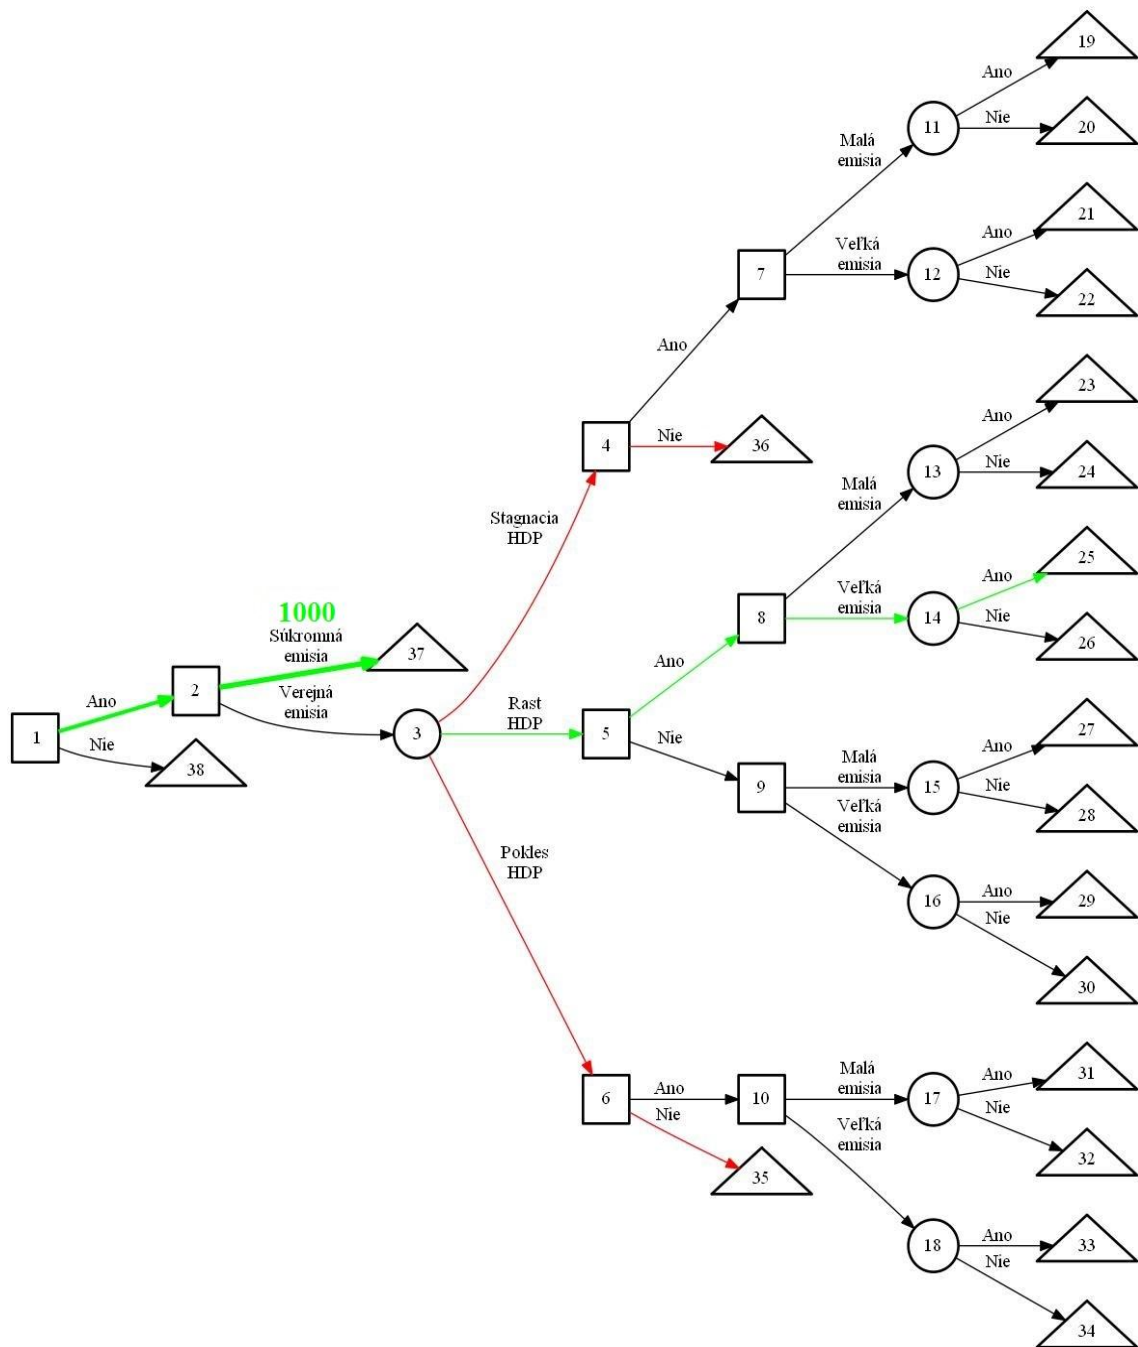 19
Ano
11
Nie
20
Malá
emisia
21
Ano
Veľká
emisia
7
12
Nie
22
Ano
23
Ano
Nie
4
36
13
Nie
24
Malá
emisia
Stagnacia
HDP
25
Ano
Veľká
emisia
8
14
Nie
26
1000
Súkromná
emisia
37
Ano
2
Ano
Verejná
emisia
Rast
HDP
27
Ano
1
3
5
Nie
Nie
38
Malá
emisia
9
15
Nie
28
Veľká
emisia
Pokles
HDP
Ano
29
16
Nie
30
31
Malá
emisia
Ano
6
Ano
10
17
Nie
Nie
Veľká
emisia
32
35
Ano
18
33
Nie
34